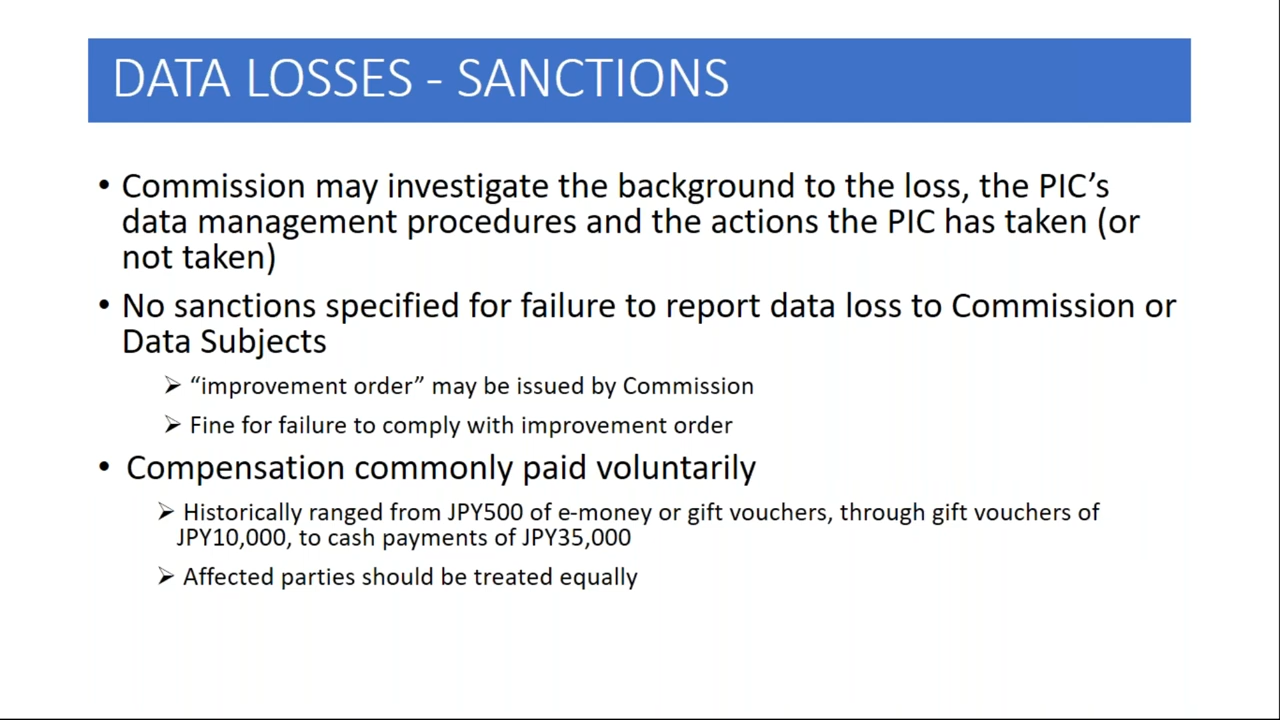 DATA LOSSES - SANCTIONS
• Commission may investigate the background to the loss, the PIC’s
data management procedures and the actions the PIC has taken (or
not taken)
• No sanctions specified for failure to report data loss to Commission or
Data Subjects
➢ “improvement order” may be issued by Commission
➢ Fine for failure to comply with improvement order
• Compensation commonly paid voluntarily
➢ Historically ranged from JPY500 of e-money or gift vouchers, through gift vouchers of
JPY10,000, to cash payments of JPY35,000
➢ Affected parties should be treated equally